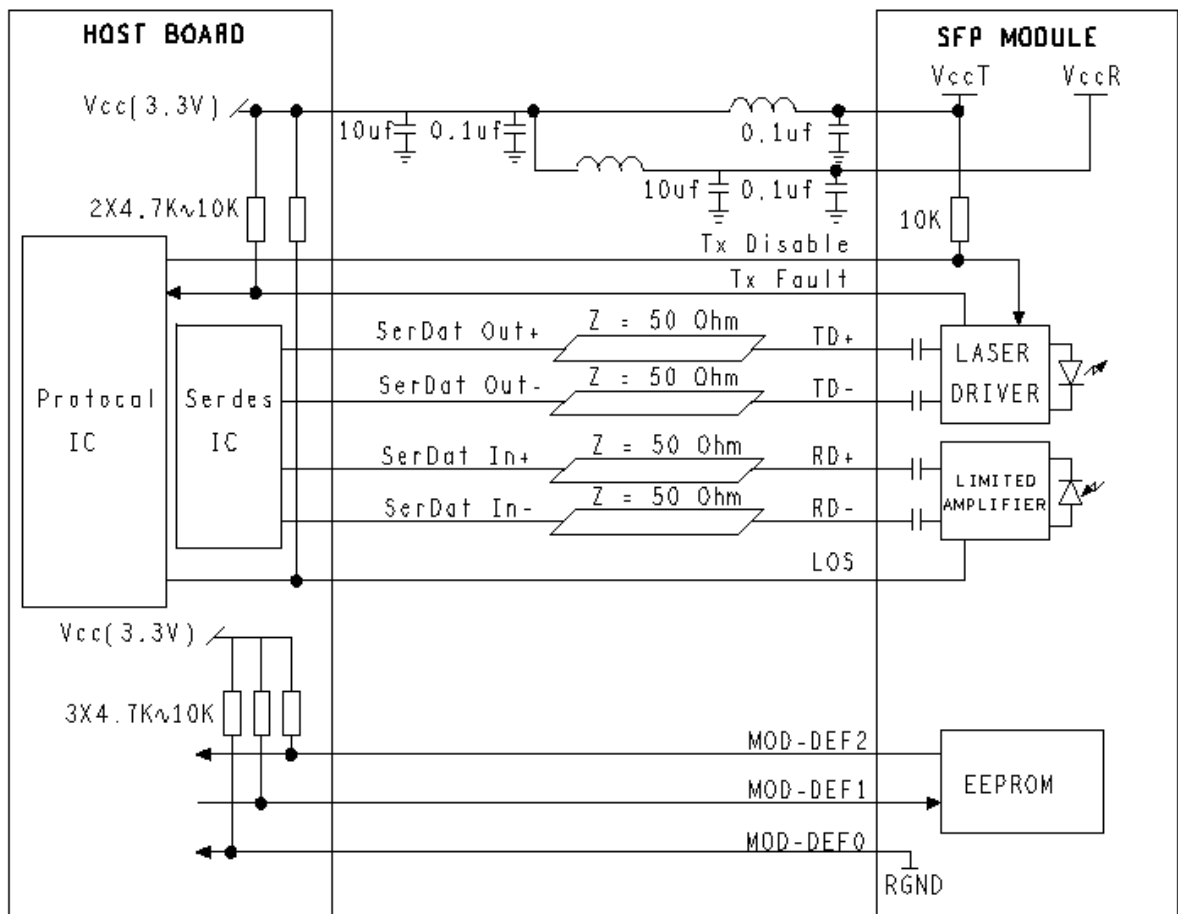 HOST BOARD
SFP MODULE
VccT
VccR
Vcc(3.3V)
10uf
0.1uf
0.1uf
10uf
0.1uf
2X4.7K∿10K
10K
Tx Disable
Tx Fault
SerDat Out+
Z = 50 Ohm
TD+
SerDat Out-
Z = 50 Ohm
TD-
LASER
DRIVER
Protocal
IC
Serdes
IC
SerDat In+
Z = 50 Ohm
RD+
SerDat In-
Z = 50 Ohm
RD-
LIMITED
AMPLIFIER
LOS
Vcc(3.3V)
3X4.7K∿10K
MOD-DEF2
MOD-DEF1
EEPROM
MOD-DEF0
RGND